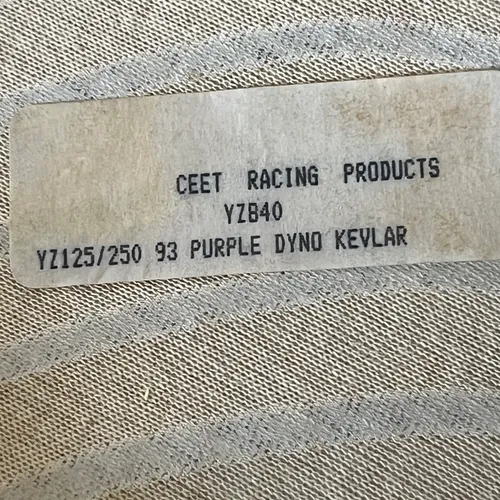 CEET RACING PRODUCTS
YZB40
YZ125/250 93 PURPLE DYNO KEVLAR